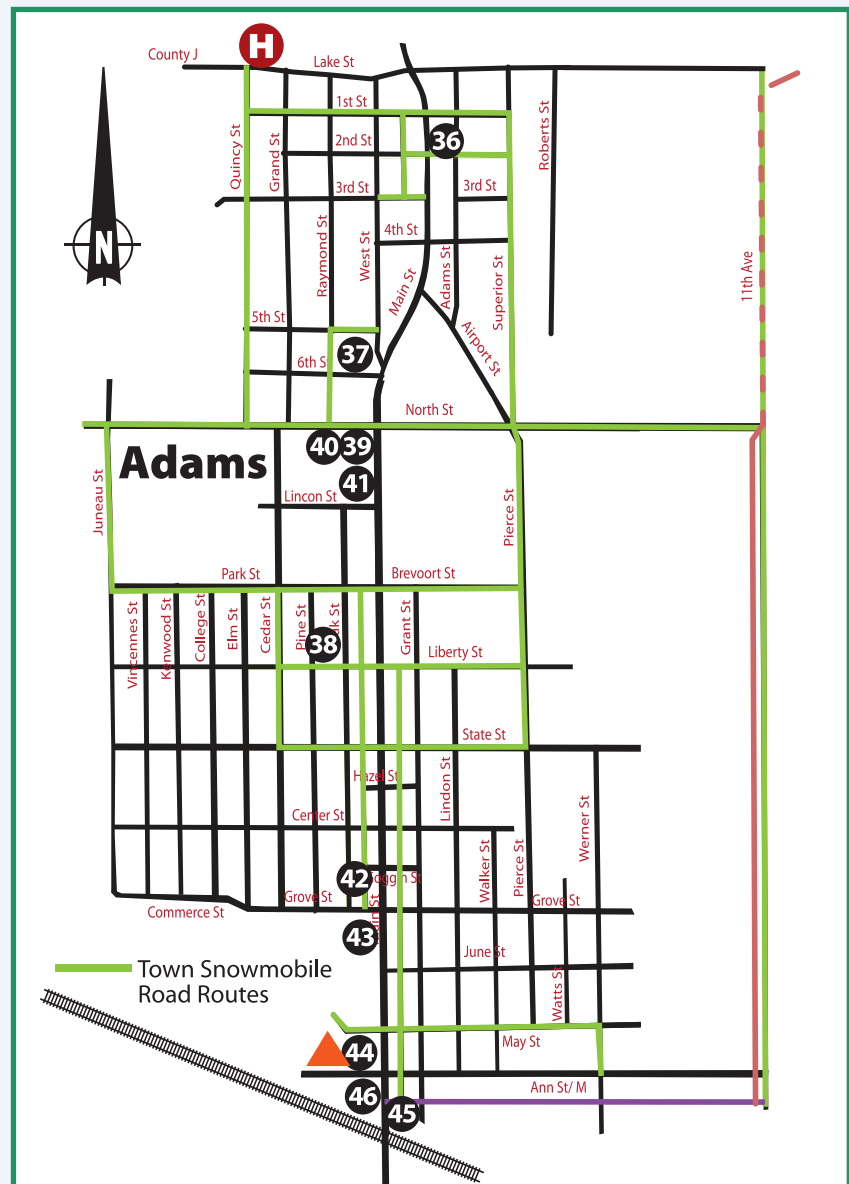 H
County J
Lake St
1st St
36
2nd St
Quincy St
Grand St
Roberts St
3rd St
3rd St
4th St
N
Raymond St
West St
Main St
Adams St
Superior St
11th Ave
5th St
Airport St
37
6th S
North St
Adams
40
39
41
Lincon St
Juneau St
Pierce St
Park St
Brevoort St
Vincennes St
Kenwood St
College St
Elm St
Cedar St
Pine St
38
Grant St
Liberty St
State St
Hazel St
Lindon St
Center St
Werner St
Walker St
Pierce St
42
Grove St
Grove St
Commerce St
43
June St
Town Snowmobile
Road Routes
Watts St
May St
44
Ann St/ M
46
45